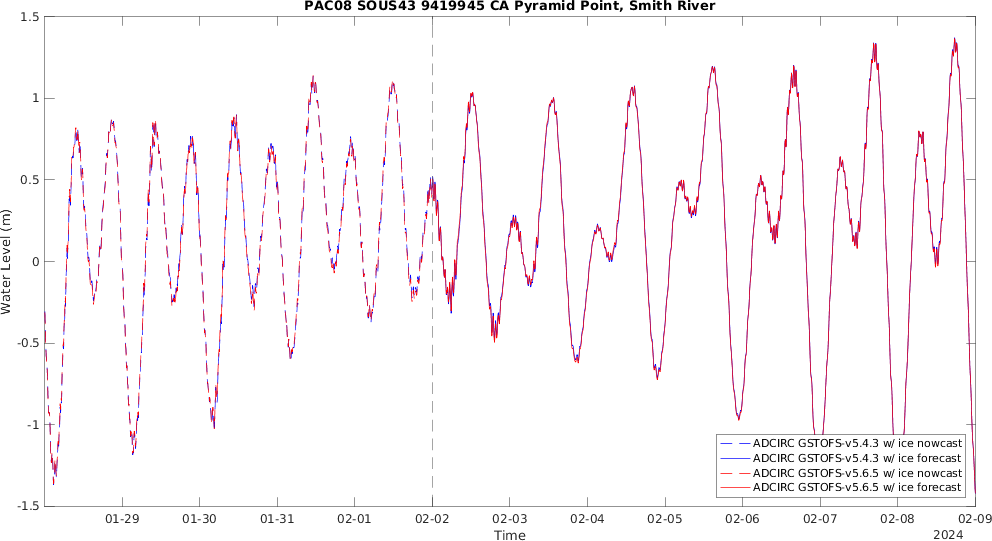 PAC08 SOUS43 9419945 CA Pyramid Point, Smith River
Water Level (m)
1.5
1
0.5
0
-0.5
-1
-1.5
ADCIRC GSTOFS-v5.4.3 w/ ice nowcast
ADCIRC GSTOFS-v5.4.3 w/ ice forecast
ADCIRC GSTOFS-v5.6.5 w/ ice nowcast
ADCIRC GSTOFS-v5.6.5 w/ ice forecast
01-29 01-30 01-31 02-01 02-02 02-03 02-04 02-05 02-06 02-07 02-08 02-09
Time
2024